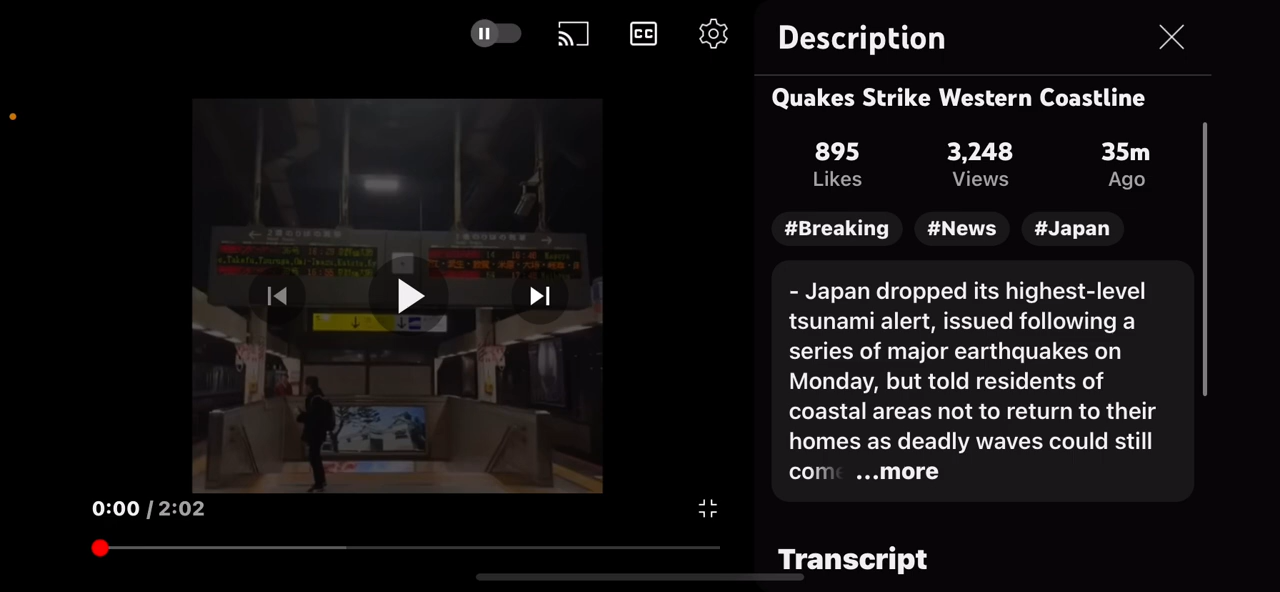 Description
Quakes Strike Western Coastline
895
Likes
3,248
Views
35m
Ago
#Breaking
#News
#Japan
- Japan dropped its highest-level
tsunami alert, issued following a
series of major earthquakes on
Monday, but told residents of
coastal areas not to return to their
homes as deadly waves could still
com ...more
Transcript
CC
0:00 / 2:02